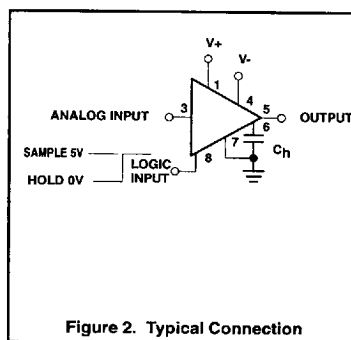 V+
V-
1
4
ANALOG INPUT
3
5
OUTPUT
6
7
Ch
8
SAMPLE 5V
LOGIC
INPUT
HOLD 0V
Figure 2. Typical Connection